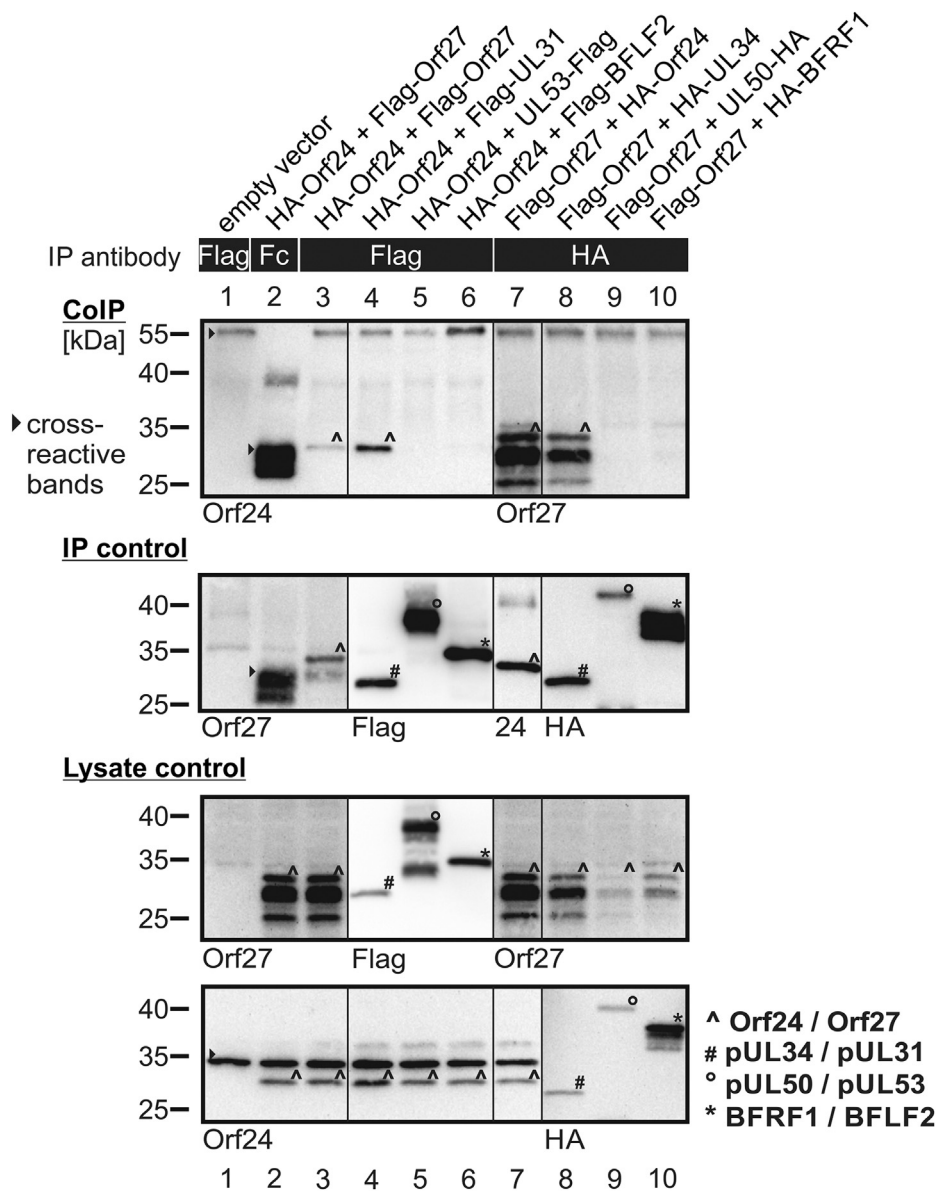 empty vector
HA-Orf24 + Flag-Orf27
HA-Orf24 + Flag-Orf27
HA-Orf24 + Flag-UL31
HA-Orf24 + UL53-Flag
HA-Orf24 + Flag-BFLF2
Flag-Orf27 + HA-Orf24
Flag-Orf27 + HA-UL34
Flag-Orf27 + UL50-HA
Flag-Orf27 + HA-BFRF1
IP antibody Flag Fc Flag HA
1 2 3 4 5 6 7 8 9 10
CoIP
[kDa] 55
40
35
cross-
reactive
bands 25
^ ^ ^ ^
Orf24 Orf27
IP control
40
35
25
^ # ° * ^ # ° *
Orf27 Flag 24 HA
Lysate control
40
35
25
^ ^ # ° * ^ ^ ^ ^
Orf27 Flag Orf27
40
35
25
^ ^ ^ ^ ^ ^ # ° *
Orf24 HA
^ Orf24 / Orf27
# pUL34 / pUL31
° pUL50 / pUL53
* BFRF1 / BFLF2
1 2 3 4 5 6 7 8 9 10